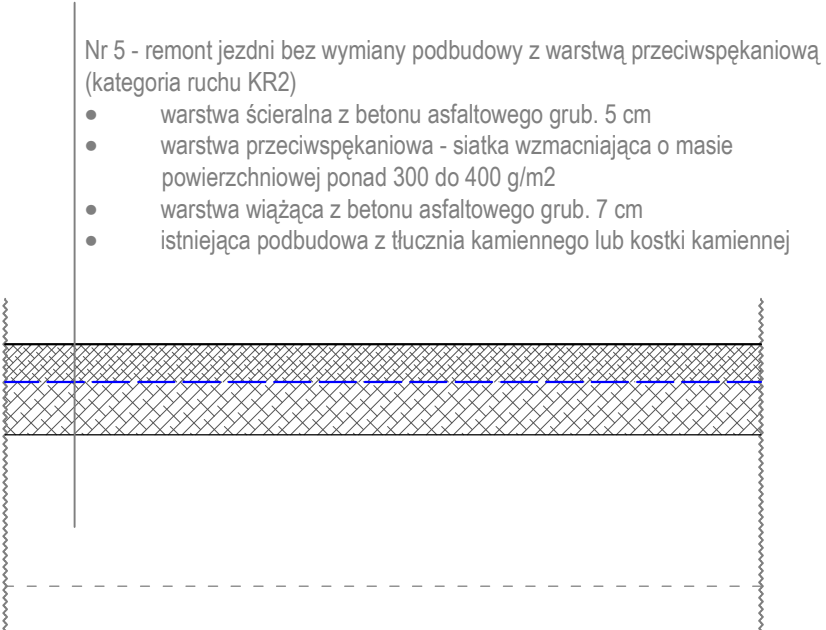 Nr 5 - remont jezdni bez wymiany podbudowy z warstwą przeciwspękaniową
(kategoria ruchu KR2)
• warstwa ścieralna z betonu asfaltowego grub. 5 cm
• warstwa przeciwspękaniowa - siatka wzmacniająca o masie
powierzchniowej ponad 300 do 400 g/m2
• warstwa wiążąca z betonu asfaltowego grub. 7 cm
• istniejąca podbudowa z tłucznia kamiennego lub kostki kamiennej